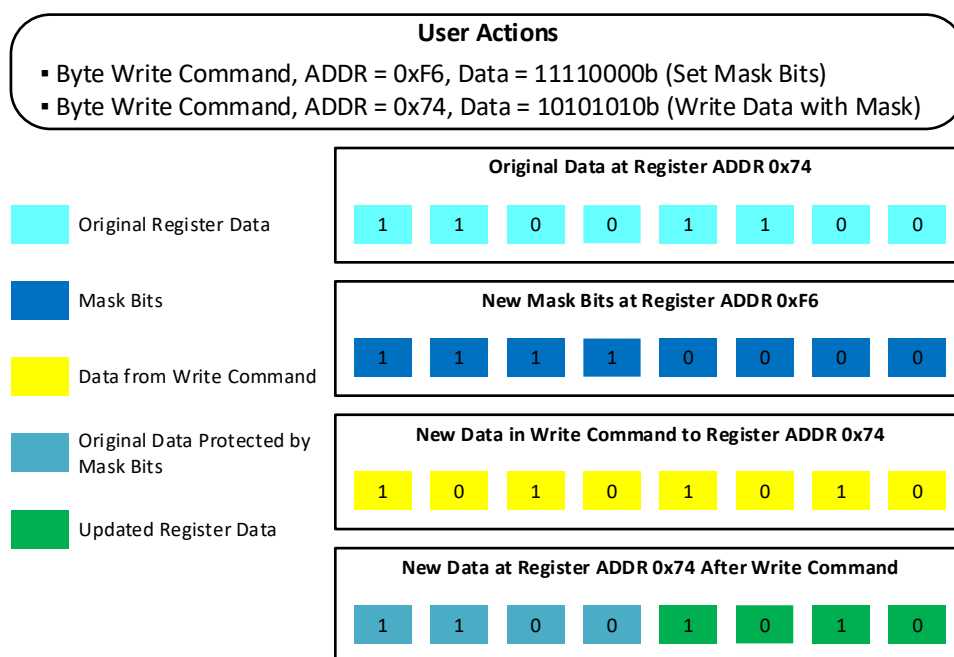 User Actions
▪ Byte Write Command, ADDR = 0xF6, Data = 11110000b (Set Mask Bits)
▪ Byte Write Command, ADDR = 0x74, Data = 10101010b (Write Data with Mask)
Original Register Data
Mask Bits
Data from Write Command
Original Data Protected by
Mask Bits
Updated Register Data
Original Data at Register ADDR 0x74
1 1 0 0 1 1 0 0
New Mask Bits at Register ADDR 0xF6
1 1 1 1 0 0 0 0
New Data in Write Command to Register ADDR 0x74
1 0 1 0 1 0 1 0
New Data at Register ADDR 0x74 After Write Command
1 1 0 0 1 0 1 0